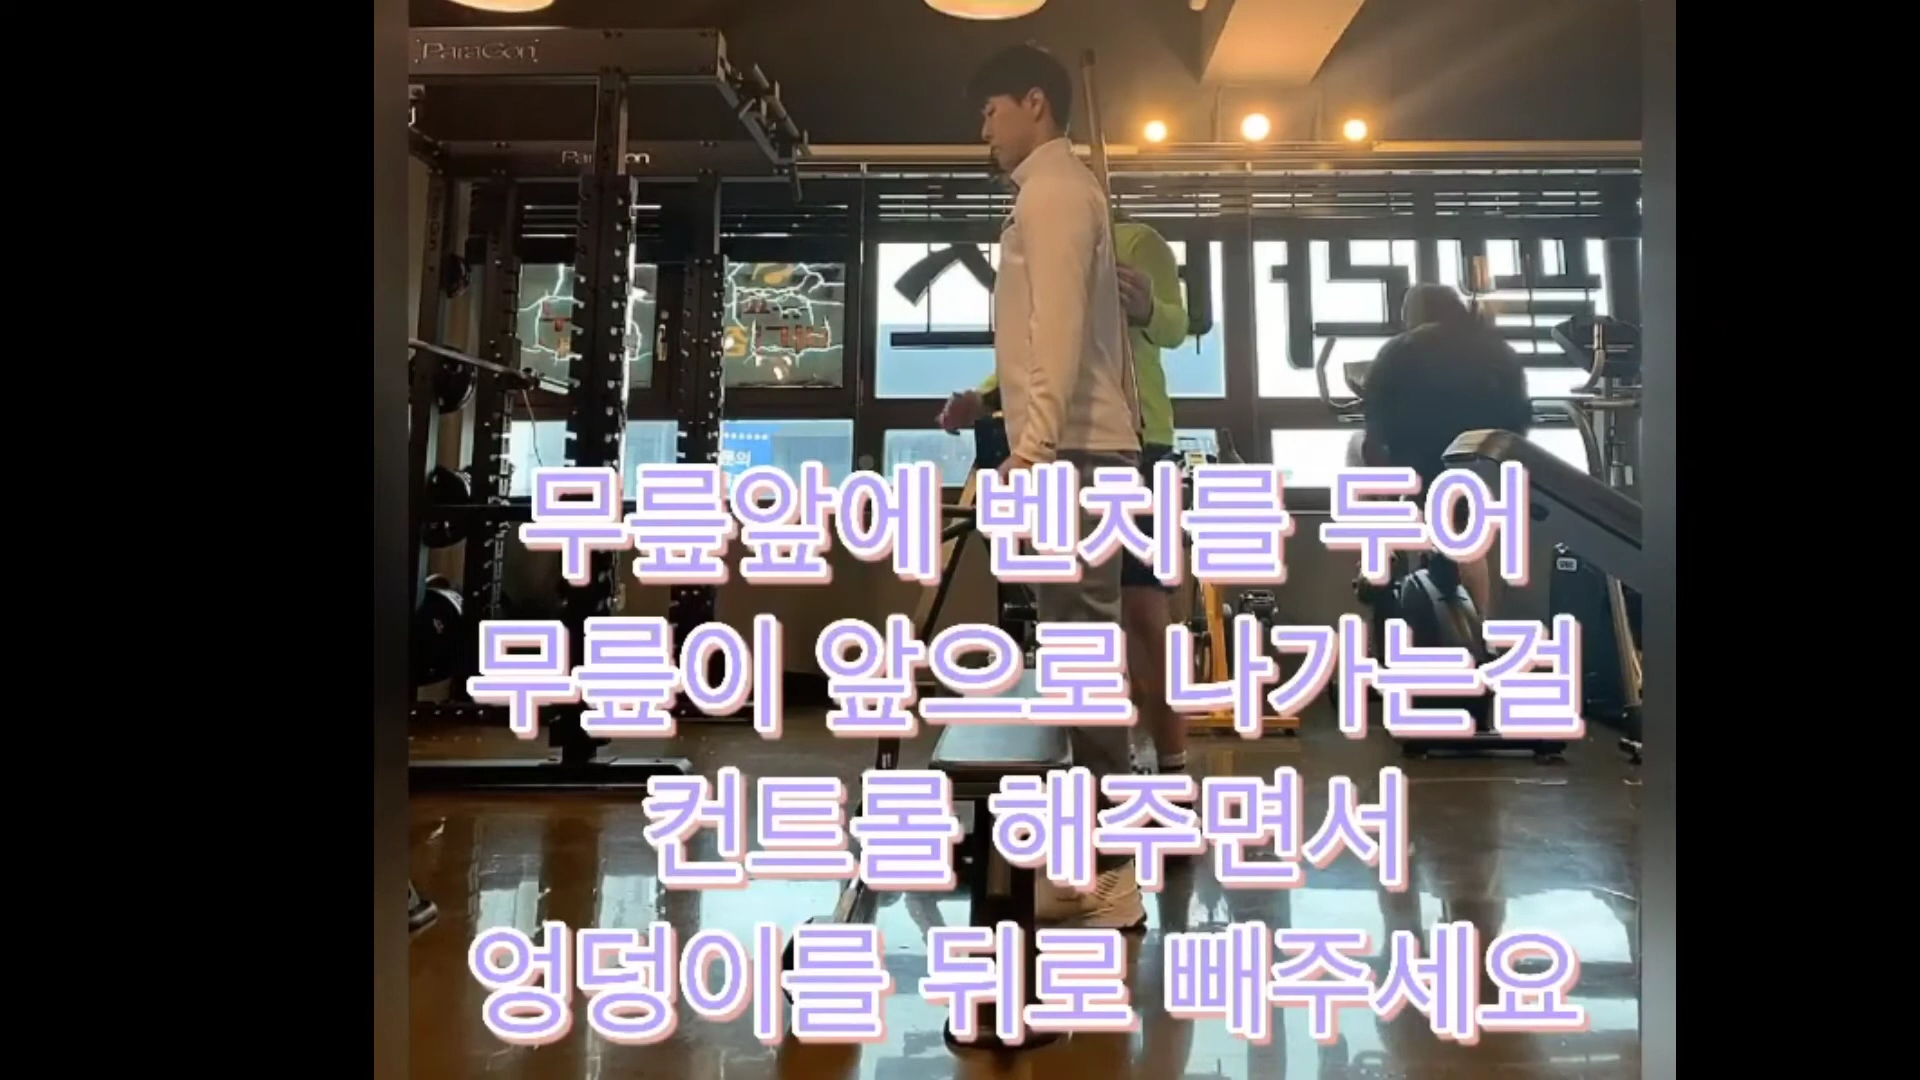 ParaGon
무릎앞에 벤치를 두어
무릎이 앞으로 나가는걸
컨트롤 해주면서
엉덩이를 뒤로 빼주세요